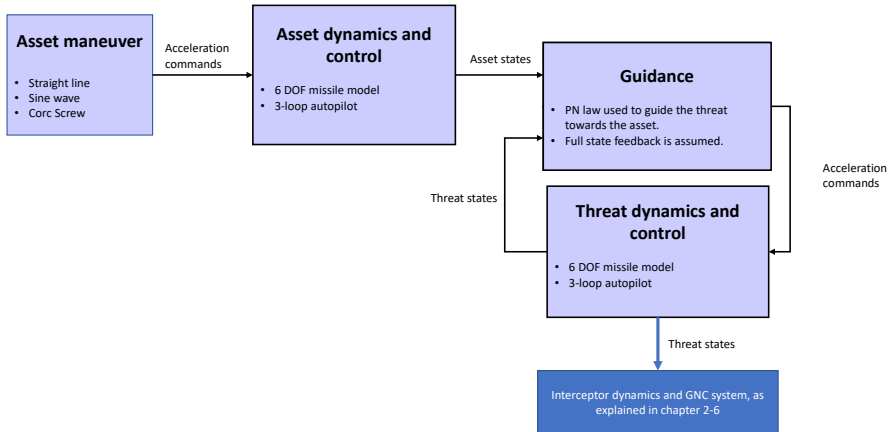 Asset maneuver
• Straight line
• Sine wave
• Corc Screw
Acceleration
commands
Asset dynamics and
control
• 6 DOF missile model
• 3-loop autopilot
Asset states
Guidance
• PN law used to guide the threat
towards the asset.
• Full state feedback is assumed.
Acceleration
commands
Threat states
Threat dynamics and
control
• 6 DOF missile model
• 3-loop autopilot
Threat states
Interceptor dynamics and GNC system, as
explained in chapter 2-6